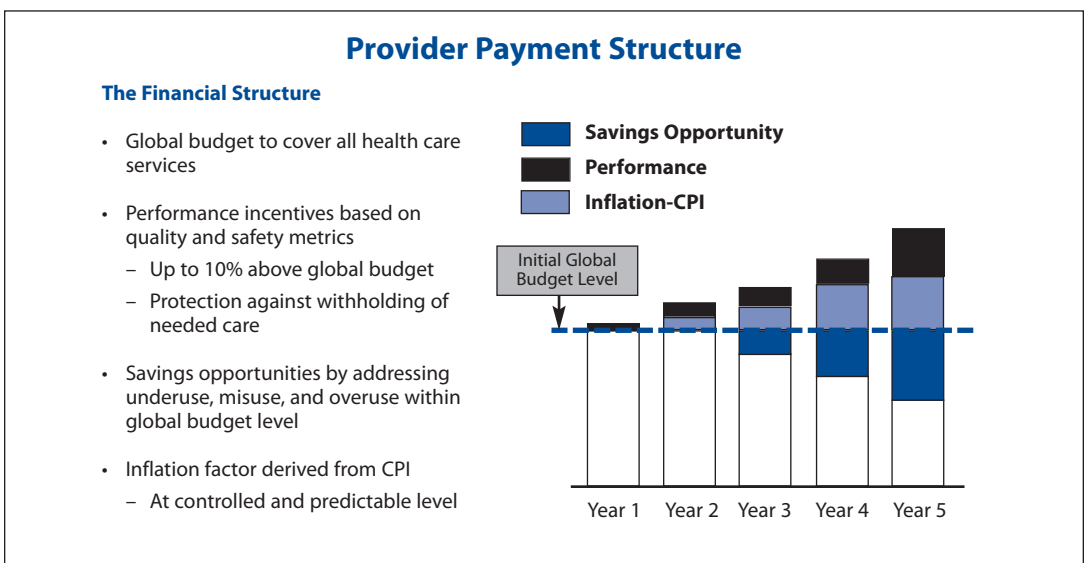 Provider Payment Structure
The Financial Structure
• Global budget to cover all health care
services
• Performance incentives based on
quality and safety metrics
– Up to 10% above global budget
– Protection against withholding of
needed care
• Savings opportunities by addressing
underuse, misuse, and overuse within
global budget level
• Inflation factor derived from CPI
– At controlled and predictable level
Savings Opportunity
Performance
Inflation-CPI
Initial Global
Budget Level
Year 1 Year 2 Year 3 Year 4 Year 5